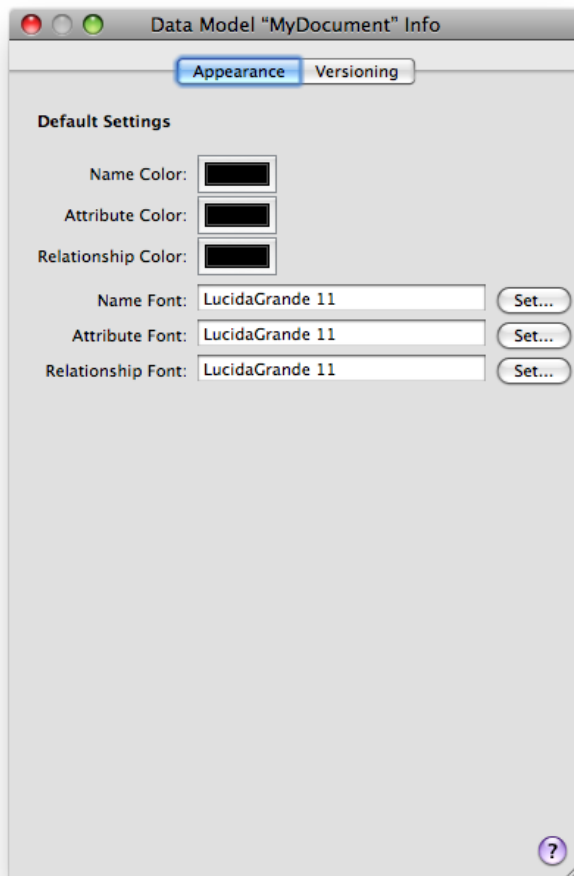 Data Model “MyDocument” Info
Appearance Versioning
Default Settings
Name Color:
Attribute Color:
Relationship Color:
Name Font: LucidaGrande 11 Set...
Attribute Font: LucidaGrande 11 Set...
Relationship Font: LucidaGrande 11 Set...
?